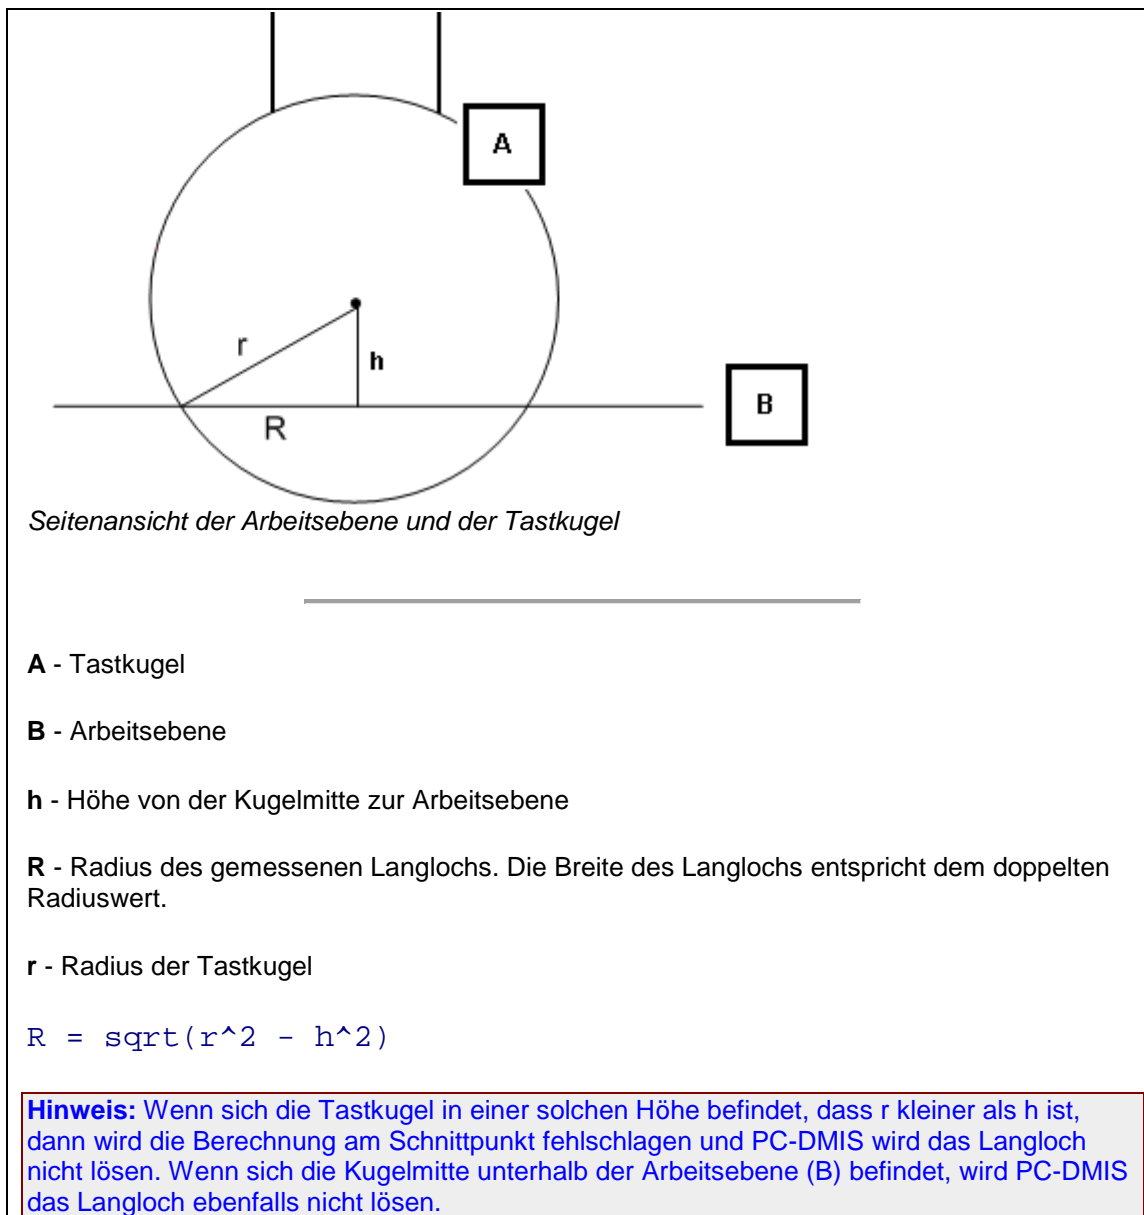 A
r
h
B
R
Seitenansicht der Arbeitsebene und der Tastkugel
A - Tastkugel
B - Arbeitsebene
h - Höhe von der Kugelmitte zur Arbeitsebene
R - Radius des gemessenen Langlochs. Die Breite des Langlochs entspricht dem doppelten
Radiuswert.
r - Radius der Tastkugel
R = sqrt(r^2 - h^2)
Hinweis: Wenn sich die Tastkugel in einer solchen Höhe befindet, dass r kleiner als h ist,
dann wird die Berechnung am Schnittpunkt fehlschlagen und PC-DMIS wird das Langloch
nicht lösen. Wenn sich die Kugelmitte unterhalb der Arbeitsebene (B) befindet, wird PC-DMIS
das Langloch ebenfalls nicht lösen.